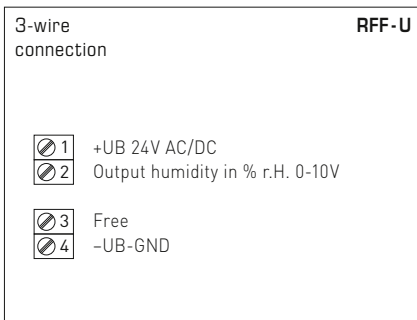 3-wire RFF-U
connection
1 +UB 24V AC/DC
2 Output humidity in % r.H. 0-10V
3 Free
4 –UB-GND